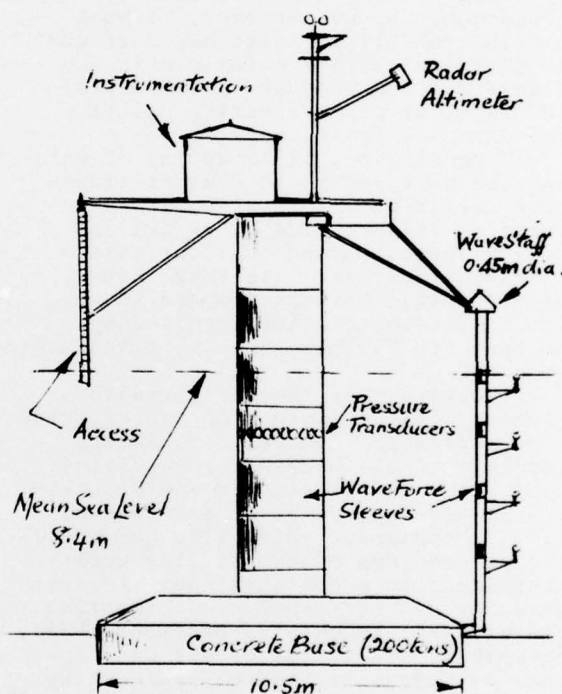 Instrumentation
Radar
Altimeter
Wave Staff
0.45m dia.
Access
Pressure
Transducers
Mean Sea Level
8.4m
Wave Force
Sleeves
Concrete Base (200tons)
10.5m